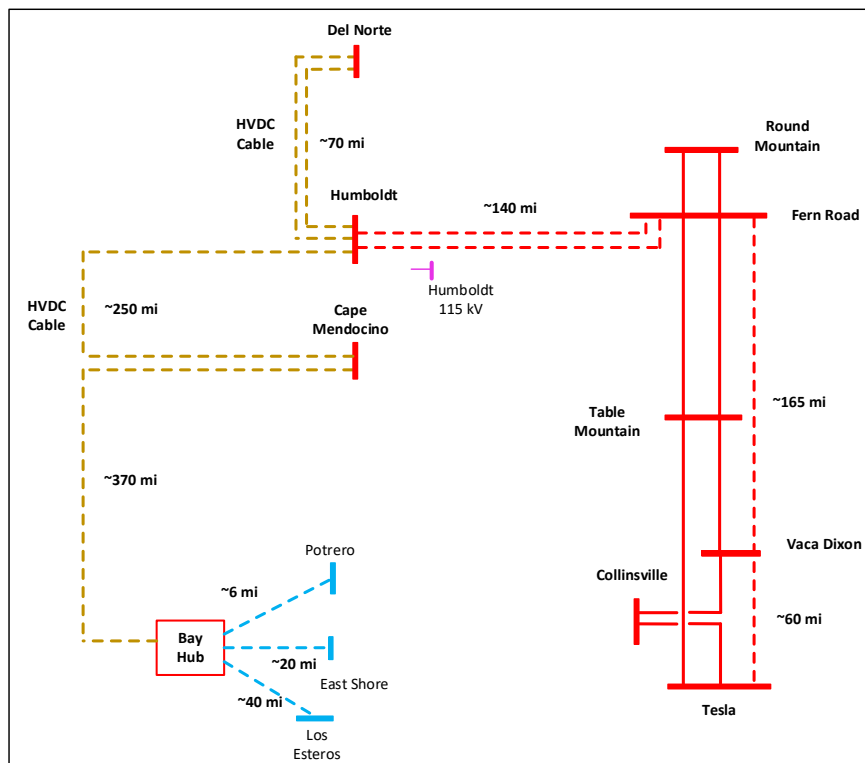 Del Norte
HVDC
Cable
~70 mi
Round
Mountain
Humboldt
~140 mi
Fern Road
HVDC
Cable
~250 mi
Humboldt
115 kV
Cape
Mendocino
~165 mi
Table
Mountain
~370 mi
Potrero
Vaca Dixon
Collinsville
~6 mi
~60 mi
Bay
Hub
~20 mi
East Shore
~40 mi
Los
Esteros
Tesla